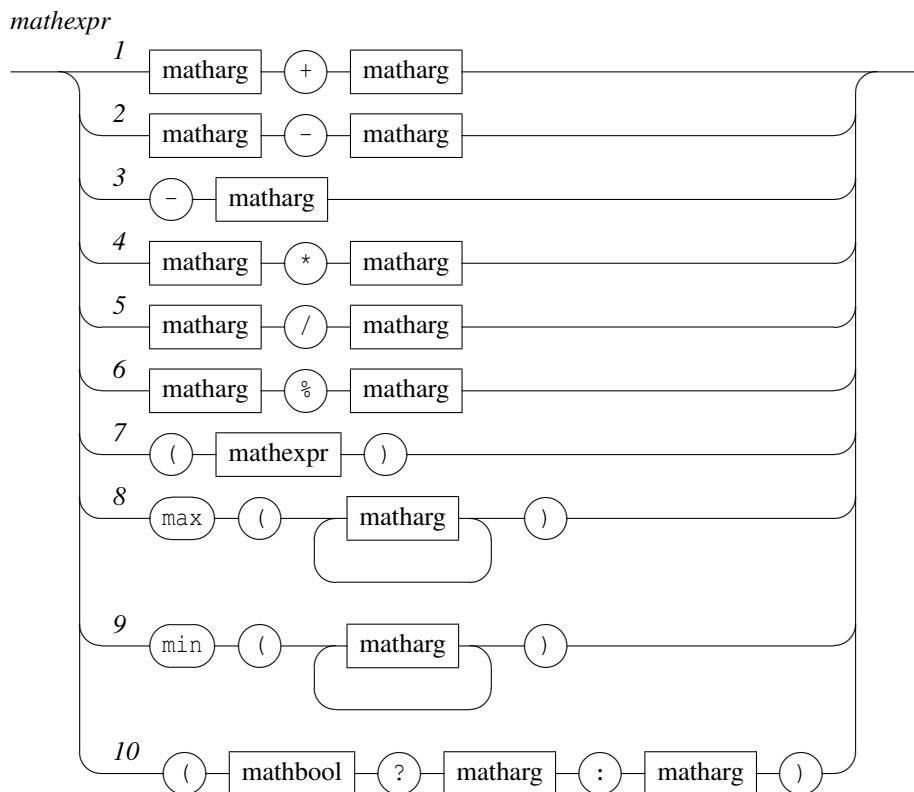 mathexpr
1 matharg + matharg
2 matharg - matharg
3 - matharg
4 matharg * matharg
5 matharg / matharg
6 matharg % matharg
7 ( mathexpr )
8 max ( matharg )
9 min ( matharg )
10 ( mathbool ? matharg : matharg )